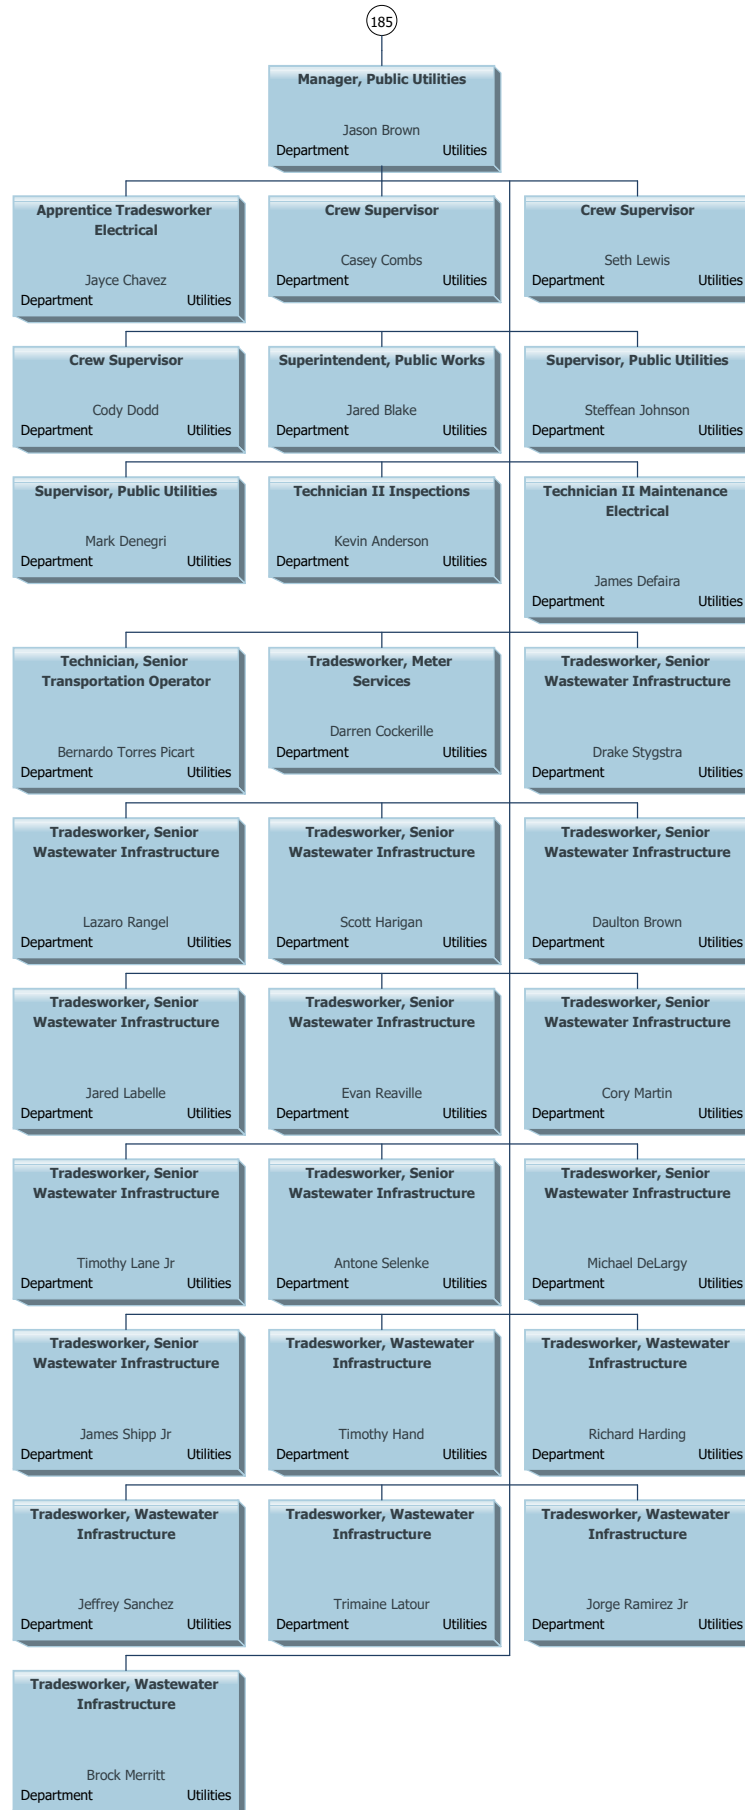 185
Manager, Public Utilities
Jason Brown
Department Utilities
Apprentice Tradesworker
Electrical
Jayce Chavez
Department Utilities
Crew Supervisor
Casey Combs
Department Utilities
Crew Supervisor
Seth Lewis
Department Utilities
Crew Supervisor
Cody Dodd
Department Utilities
Superintendent, Public Works
Jared Blake
Department Utilities
Supervisor, Public Utilities
Steffean Johnson
Department Utilities
Supervisor, Public Utilities
Mark Denegri
Department Utilities
Technician II Inspections
Kevin Anderson
Department Utilities
Technician II Maintenance
Electrical
James Defaira
Department Utilities
Technician, Senior
Transportation Operator
Bernardo Torres Picart
Department Utilities
Tradesworker, Meter
Services
Darren Cockerille
Department Utilities
Tradesworker, Senior
Wastewater Infrastructure
Drake Stygstra
Department Utilities
Tradesworker, Senior
Wastewater Infrastructure
Lazaro Rangel
Department Utilities
Tradesworker, Senior
Wastewater Infrastructure
Scott Harigan
Department Utilities
Tradesworker, Senior
Wastewater Infrastructure
Daulton Brown
Department Utilities
Tradesworker, Senior
Wastewater Infrastructure
Jared Labelle
Department Utilities
Tradesworker, Senior
Wastewater Infrastructure
Evan Reaville
Department Utilities
Tradesworker, Senior
Wastewater Infrastructure
Cory Martin
Department Utilities
Tradesworker, Senior
Wastewater Infrastructure
Timothy Lane Jr
Department Utilities
Tradesworker, Senior
Wastewater Infrastructure
Antone Selenke
Department Utilities
Tradesworker, Senior
Wastewater Infrastructure
Michael DeLargy
Department Utilities
Tradesworker, Senior
Wastewater Infrastructure
James Shipp Jr
Department Utilities
Tradesworker, Wastewater
Infrastructure
Timothy Hand
Department Utilities
Tradesworker, Wastewater
Infrastructure
Richard Harding
Department Utilities
Tradesworker, Wastewater
Infrastructure
Jeffrey Sanchez
Department Utilities
Tradesworker, Wastewater
Infrastructure
Trimaine Latour
Department Utilities
Tradesworker, Wastewater
Infrastructure
Jorge Ramirez Jr
Department Utilities
Tradesworker, Wastewater
Infrastructure
Brock Merritt
Department Utilities